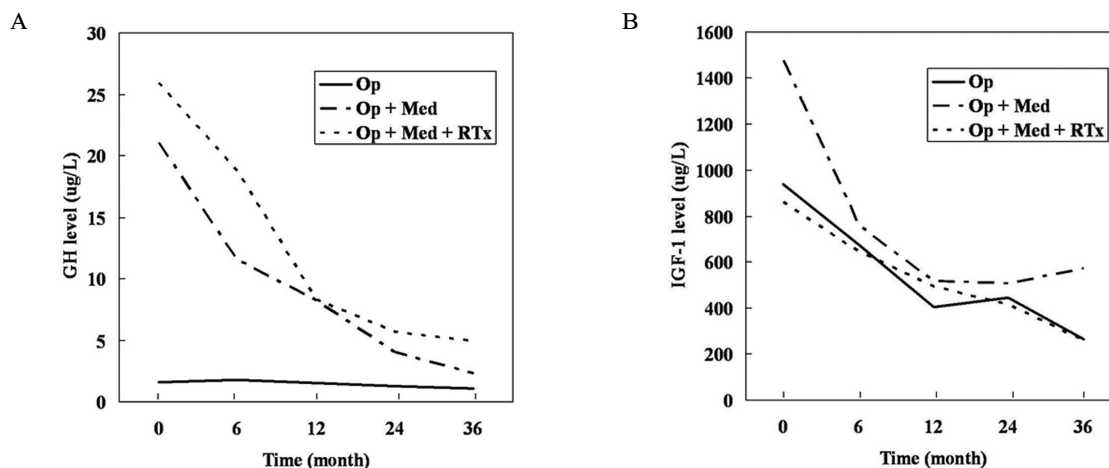 A
GH level (ug/L)
30
25
20
15
10
5
0
Op
Op + Med
Op + Med + RTx
0 6 12 24 36
Time (month)
B
IGF-1 level (ug/L)
1600
1400
1200
1000
800
600
400
200
0
Op
Op + Med
Op + Med + RTx
0 6 12 24 36
Time (month)